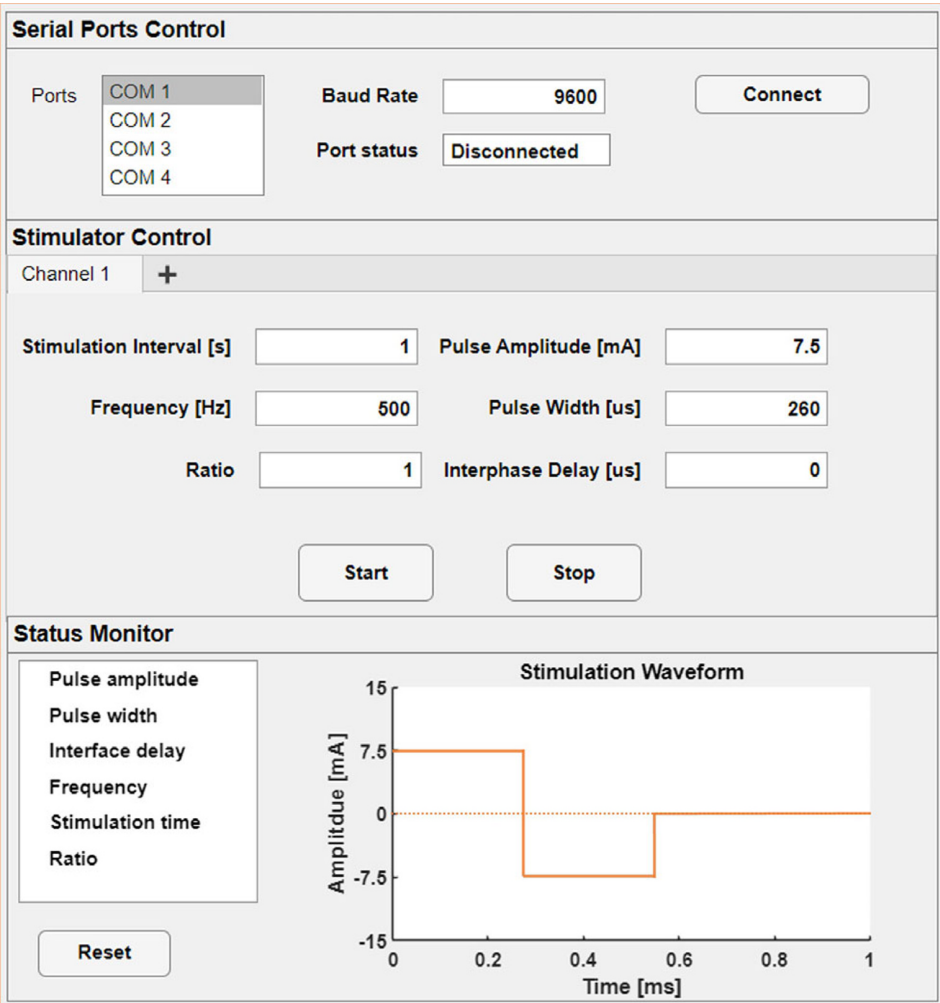 Serial Ports Control
Ports
COM 1
COM 2
COM 3
COM 4
Baud Rate
9600
Connect
Port status
Disconnected
Stimulator Control
Channel 1 +
Stimulation Interval [s] 1 Pulse Amplitude [mA] 7.5
Frequency [Hz] 500 Pulse Width [us] 260
Ratio 1 Interphase Delay [us] 0
Start Stop
Status Monitor
Pulse amplitude
Pulse width
Interface delay
Frequency
Stimulation time
Ratio
Reset
Stimulation Waveform
Amplitdue [mA]
15
7.5
0
-7.5
-15
0 0.2 0.4 0.6 0.8 1
Time [ms]